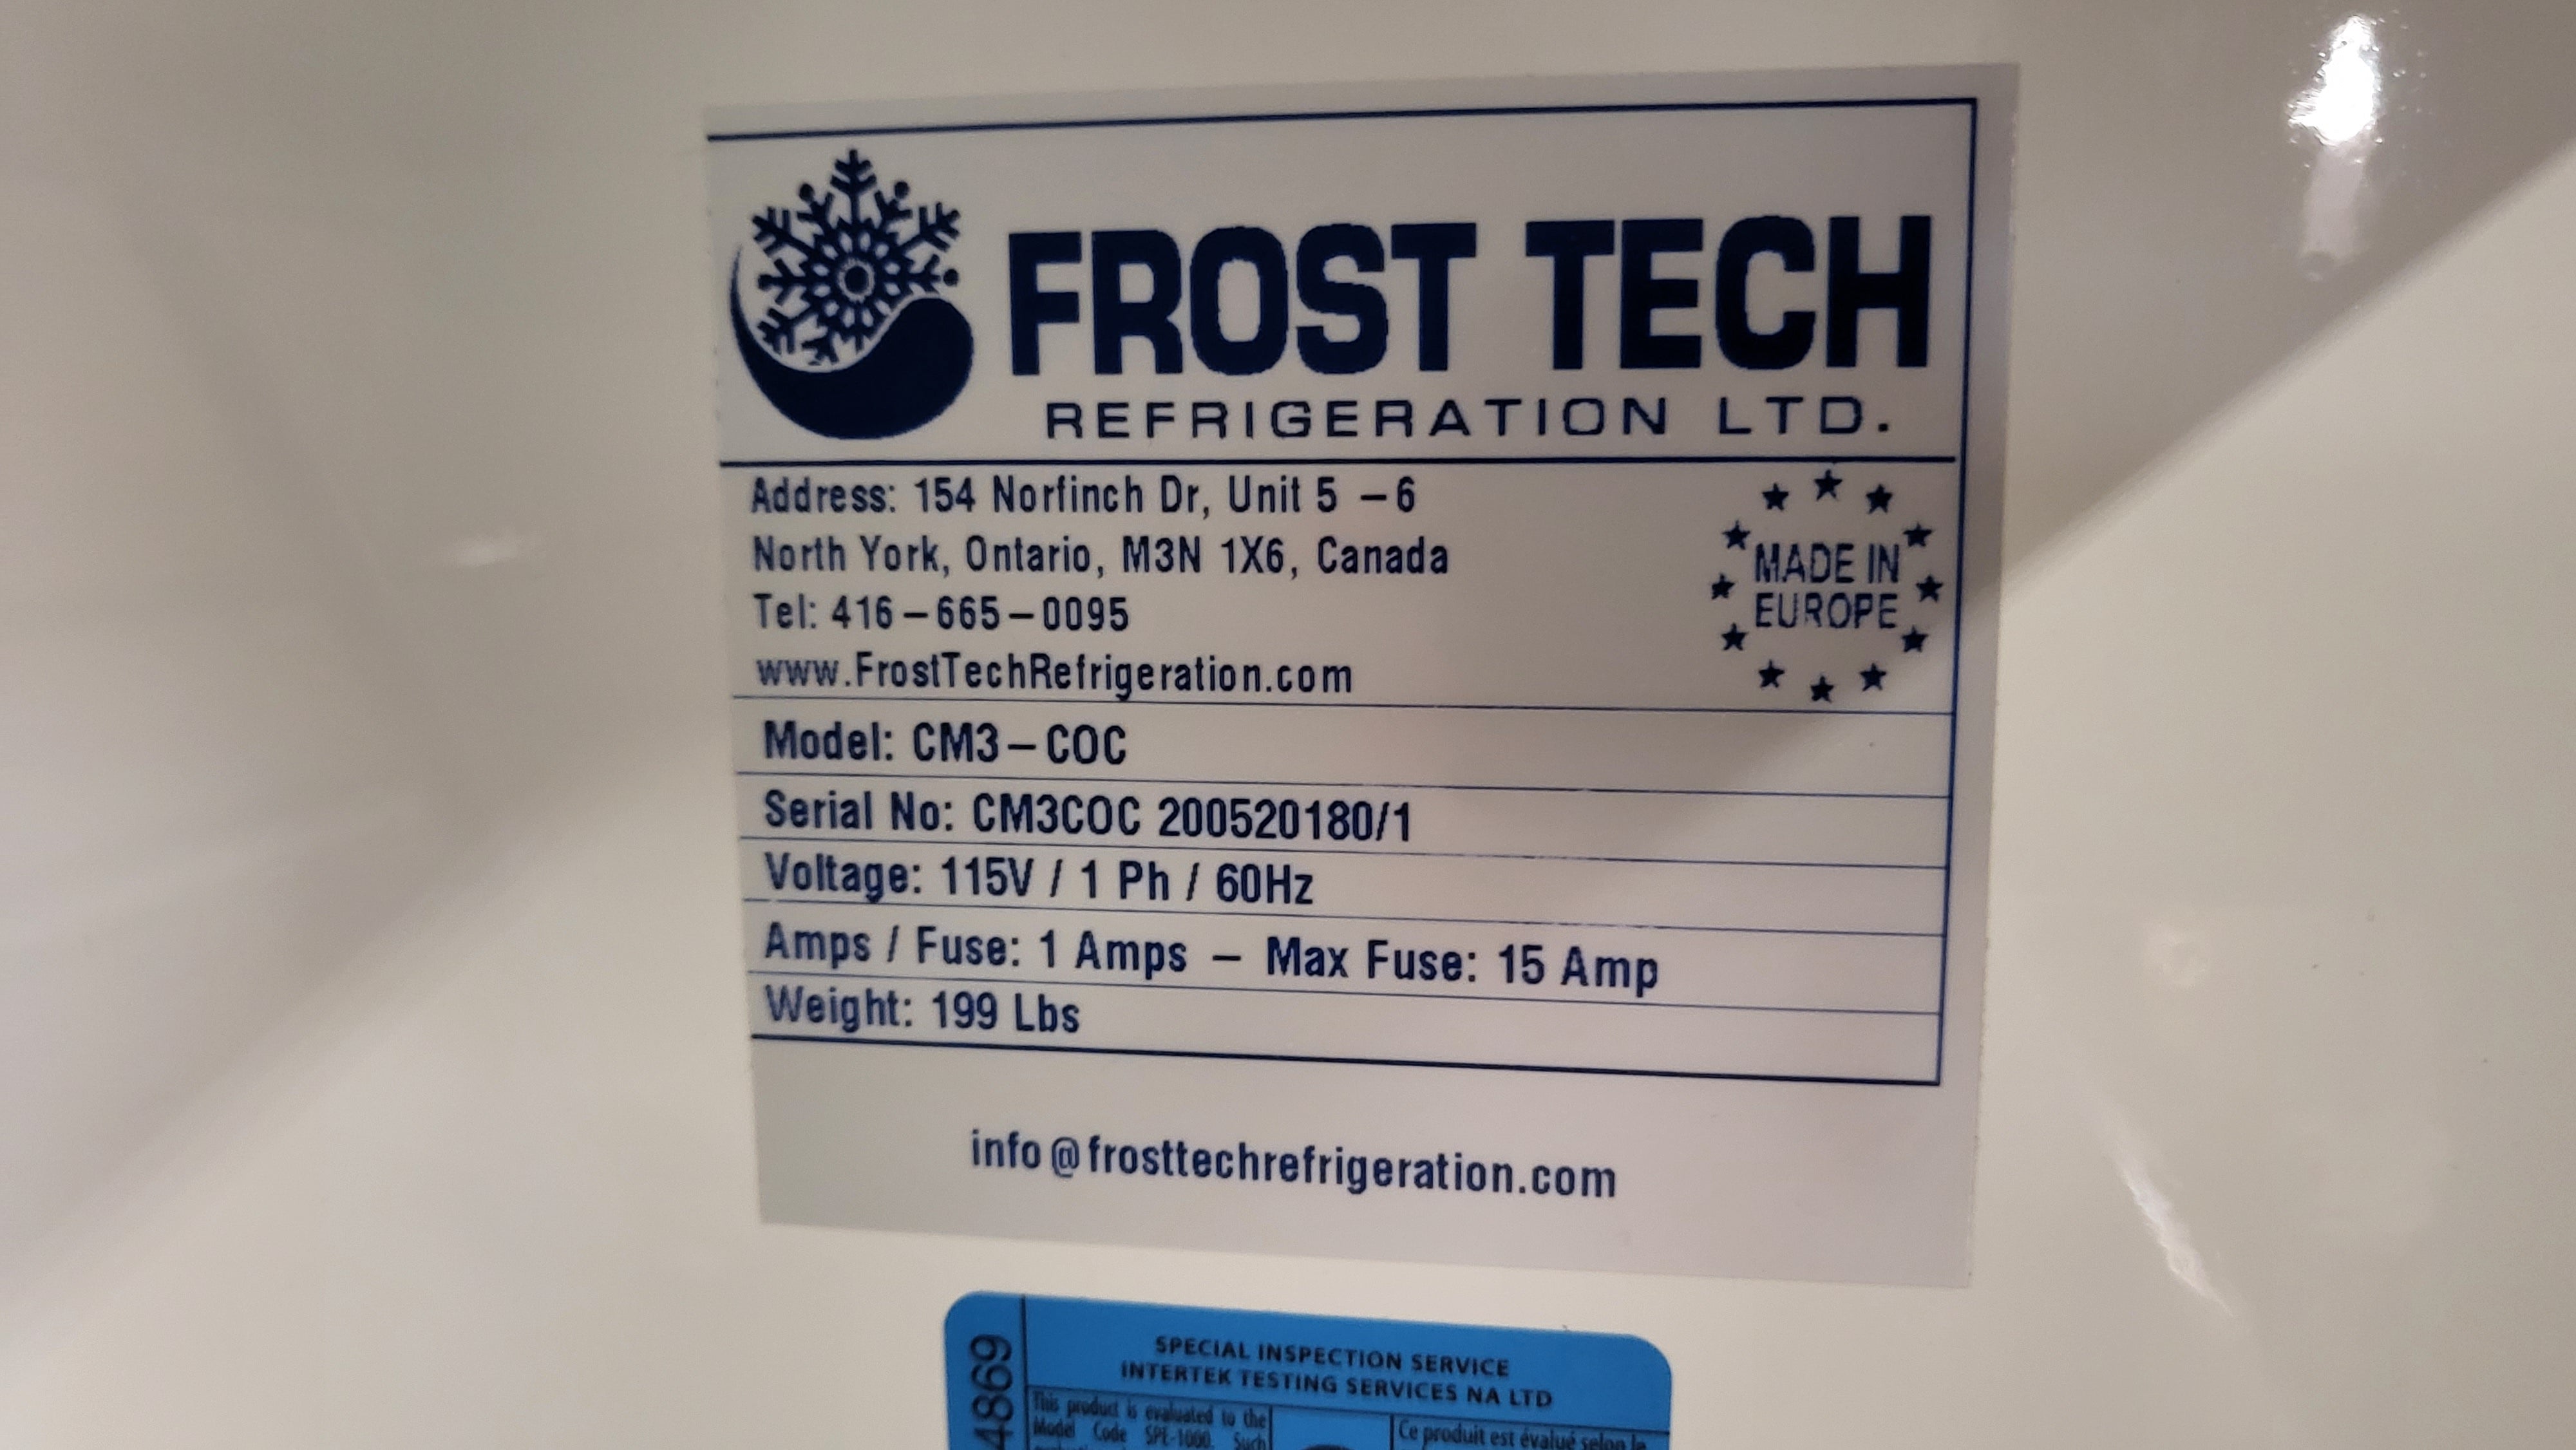 FROST TECH
REFRIGERATION LTD.
Address: 154 Norfinch Dr, Unit 5 – 6
North York, Ontario, M3N 1X6, Canada
Tel: 416 – 665 – 0095
www.FrostTechRefrigeration.com
MADE IN
EUROPE
Model: CM3 – COC
Serial No: CM3COC 200520180/1
Voltage: 115V / 1 Ph / 60Hz
Amps / Fuse: 1 Amps – Max Fuse: 15 Amp
Weight: 199 Lbs
info@frosttechrefrigeration.com
4869
SPECIAL INSPECTION SERVICE
INTERTEK TESTING SERVICES NA LTD
This product is evaluated to the
Model Code SPE-1000. Such
Ce produit est évalué selon le